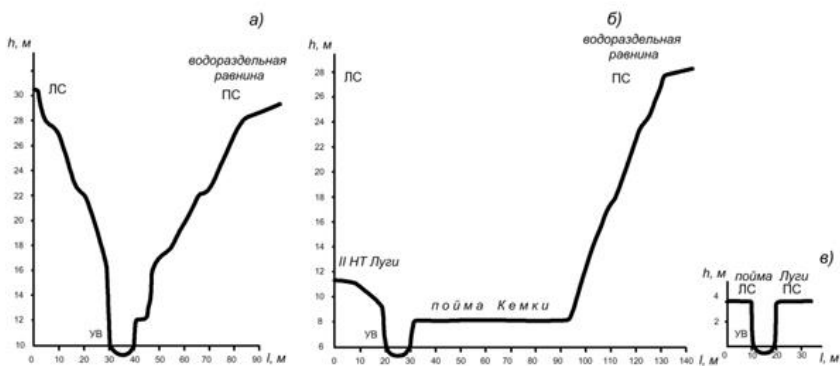 а)
h, м
водораздельная
равнина
ЛС
ПС
30
28
26
24
22
20
18
16
14
12
10
УВ
0 10 20 30 40 50 60 70 80 90 l, м
б)
h, м
водораздельная
равнина
ЛС
ПС
28
26
24
22
20
18
16
14
12
10
8
6
II НТ Луги
пойма Кемки
УВ
0 10 20 30 40 50 60 70 80 90 100 110 120 130 140
l, м
в)
h, м
пойма Луги
ЛС ПС
4
2
УВ
0 10 20 30 l, м